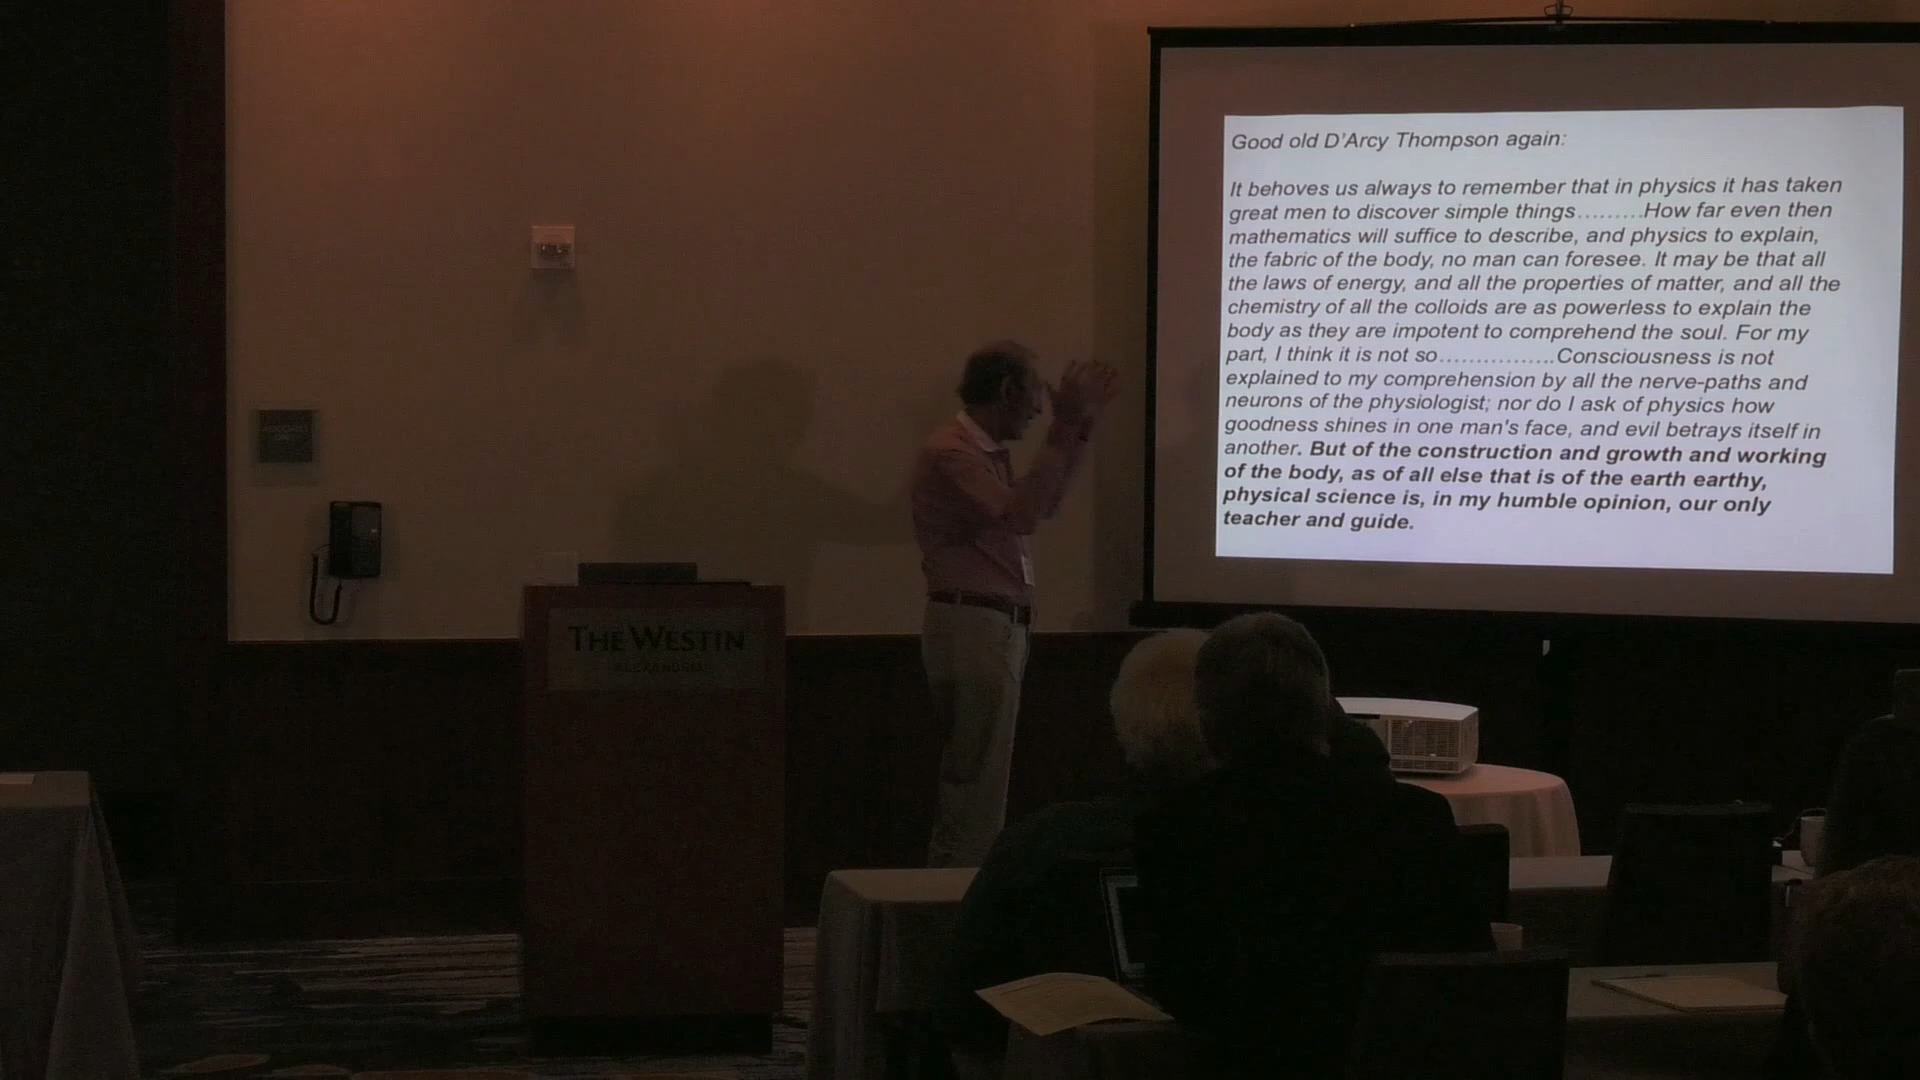 Good old D'Arcy Thompson again:
It behoves us always to remember that in physics it has taken
great men to discover simple things.........How far even then
mathematics will suffice to describe, and physics to explain,
the fabric of the body, no man can foresee. It may be that all
the laws of energy, and all the properties of matter, and all the
chemistry of all the colloids are as powerless to explain the
body as they are impotent to comprehend the soul. For my
part, I think it is not so................Consciousness is not
explained to my comprehension by all the nerve-paths and
neurons of the physiologist; nor do I ask of physics how
goodness shines in one man's face, and evil betrays itself in
another. But of the construction and growth and working
of the body, as of all else that is of the earth earthy,
physical science is, in my humble opinion, our only
teacher and guide.
THE WESTIN
ALEXANDRIA